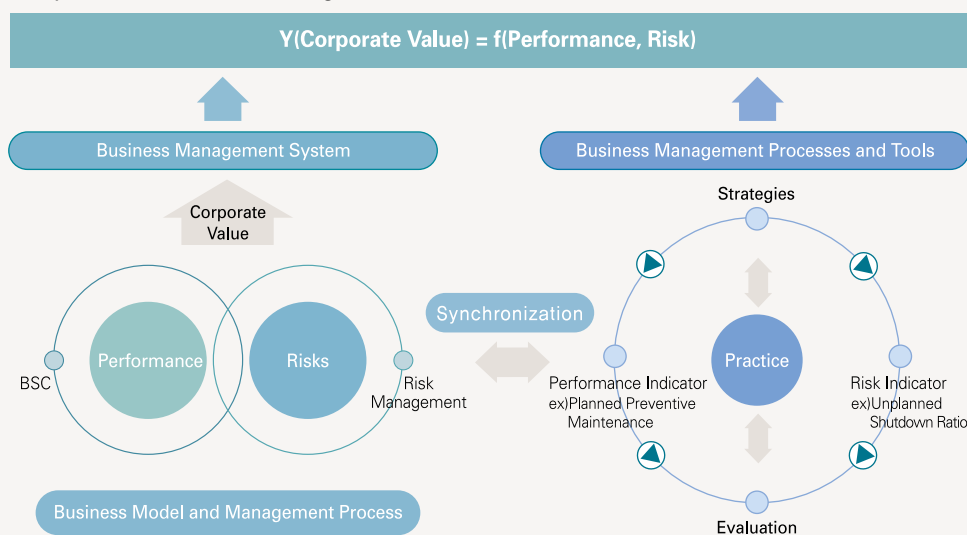 Y(Corporate Value) = f(Performance, Risk)
Business Management System
Business Management Processes and Tools
Corporate
Value
Performance
Risks
BSC
Risk
Management
Synchronization
Strategies
Practice
Performance Indicator
ex)Planned Preventive
Maintenance
Risk Indicator
ex)Unplanned
Shutdown Ratio
Evaluation
Business Model and Management Process